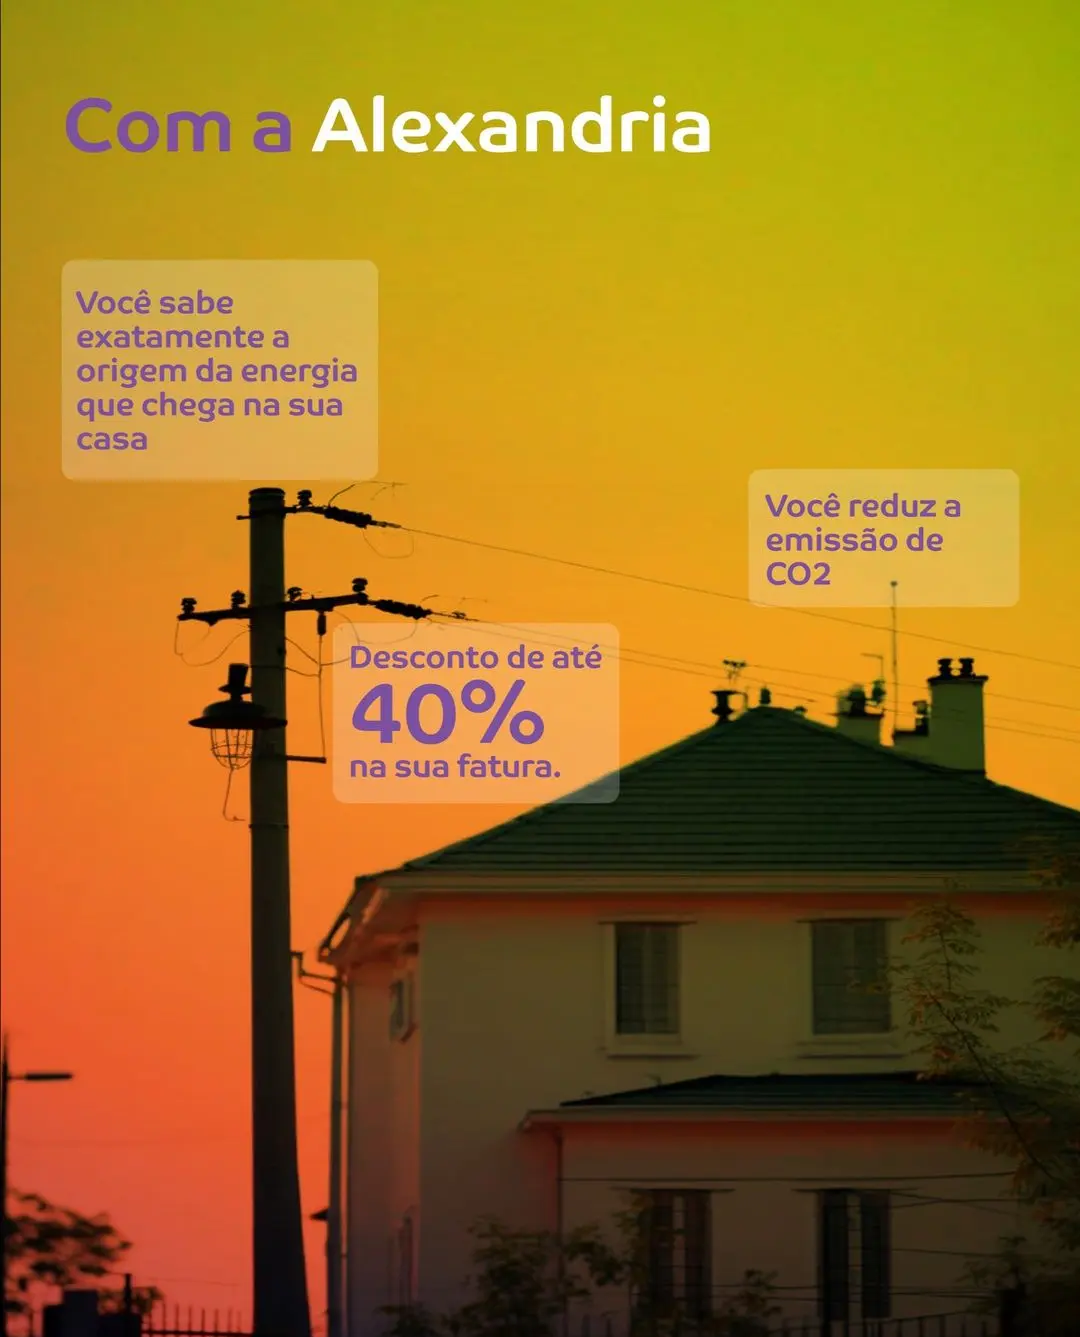 Com a Alexandria
Você sabe
exatamente a
origem da energia
que chega na sua
casa
Você reduz a
emissão de
CO2
Desconto de até
40%
na sua fatura.